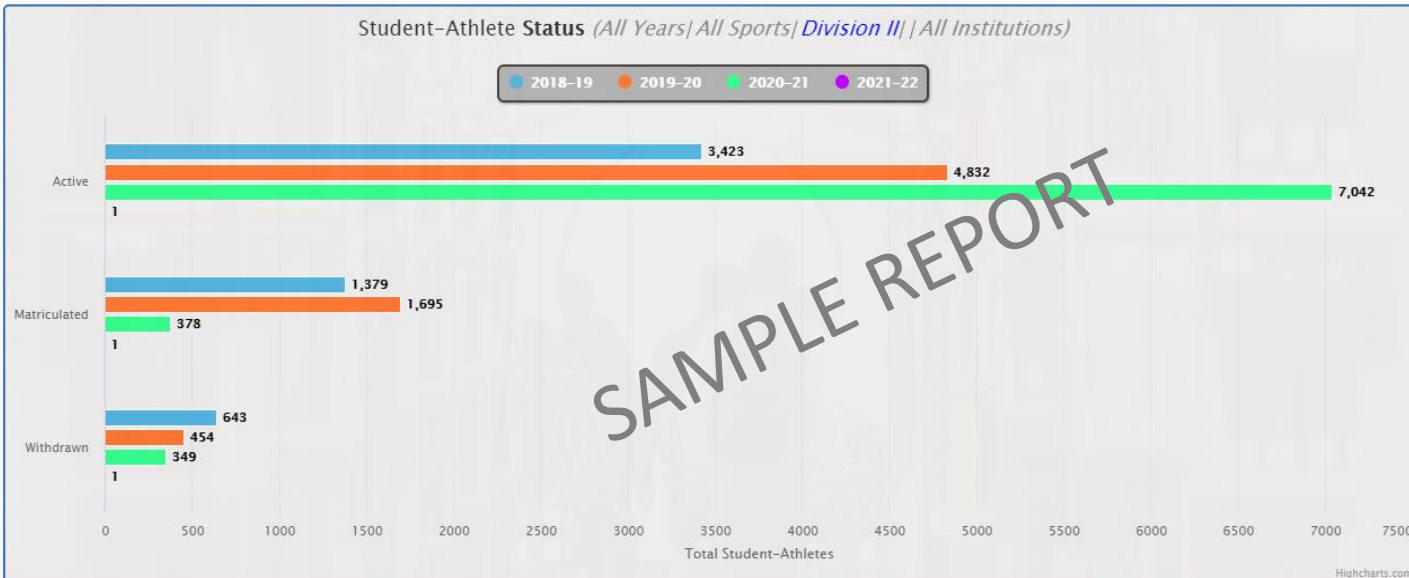 Student-Athlete Status (All Years| All Sports| Division II| | All Institutions)
2018-19 2019-20 2020-21 2021-22
Active
3,423
4,832
7,042
1
Matriculated
1,379
1,695
378
1
Withdrawn
643
454
349
1
SAMPLE REPORT
0 500 1000 1500 2000 2500 3000 3500 4000 4500 5000 5500 6000 6500 7000 7500
Total Student-Athletes
Highcharts.com